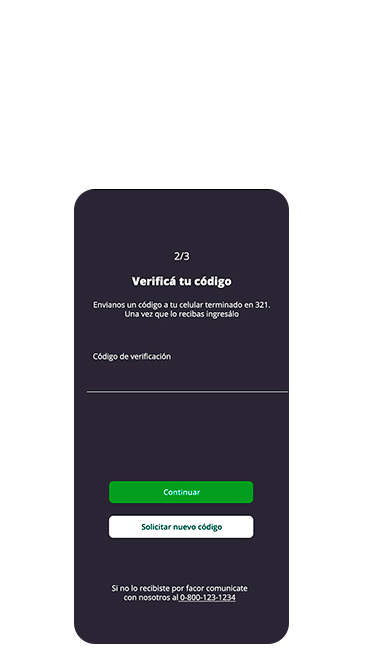 2/3
Verificá tu código
Envianos un código a tu celular terminado en 321.
Una vez que lo recibas ingresálo
Código de verificación
Continuar
Solicitar nuevo código
Si no lo recibiste por facor comunicate
con nosotros al 0-800-123-1234